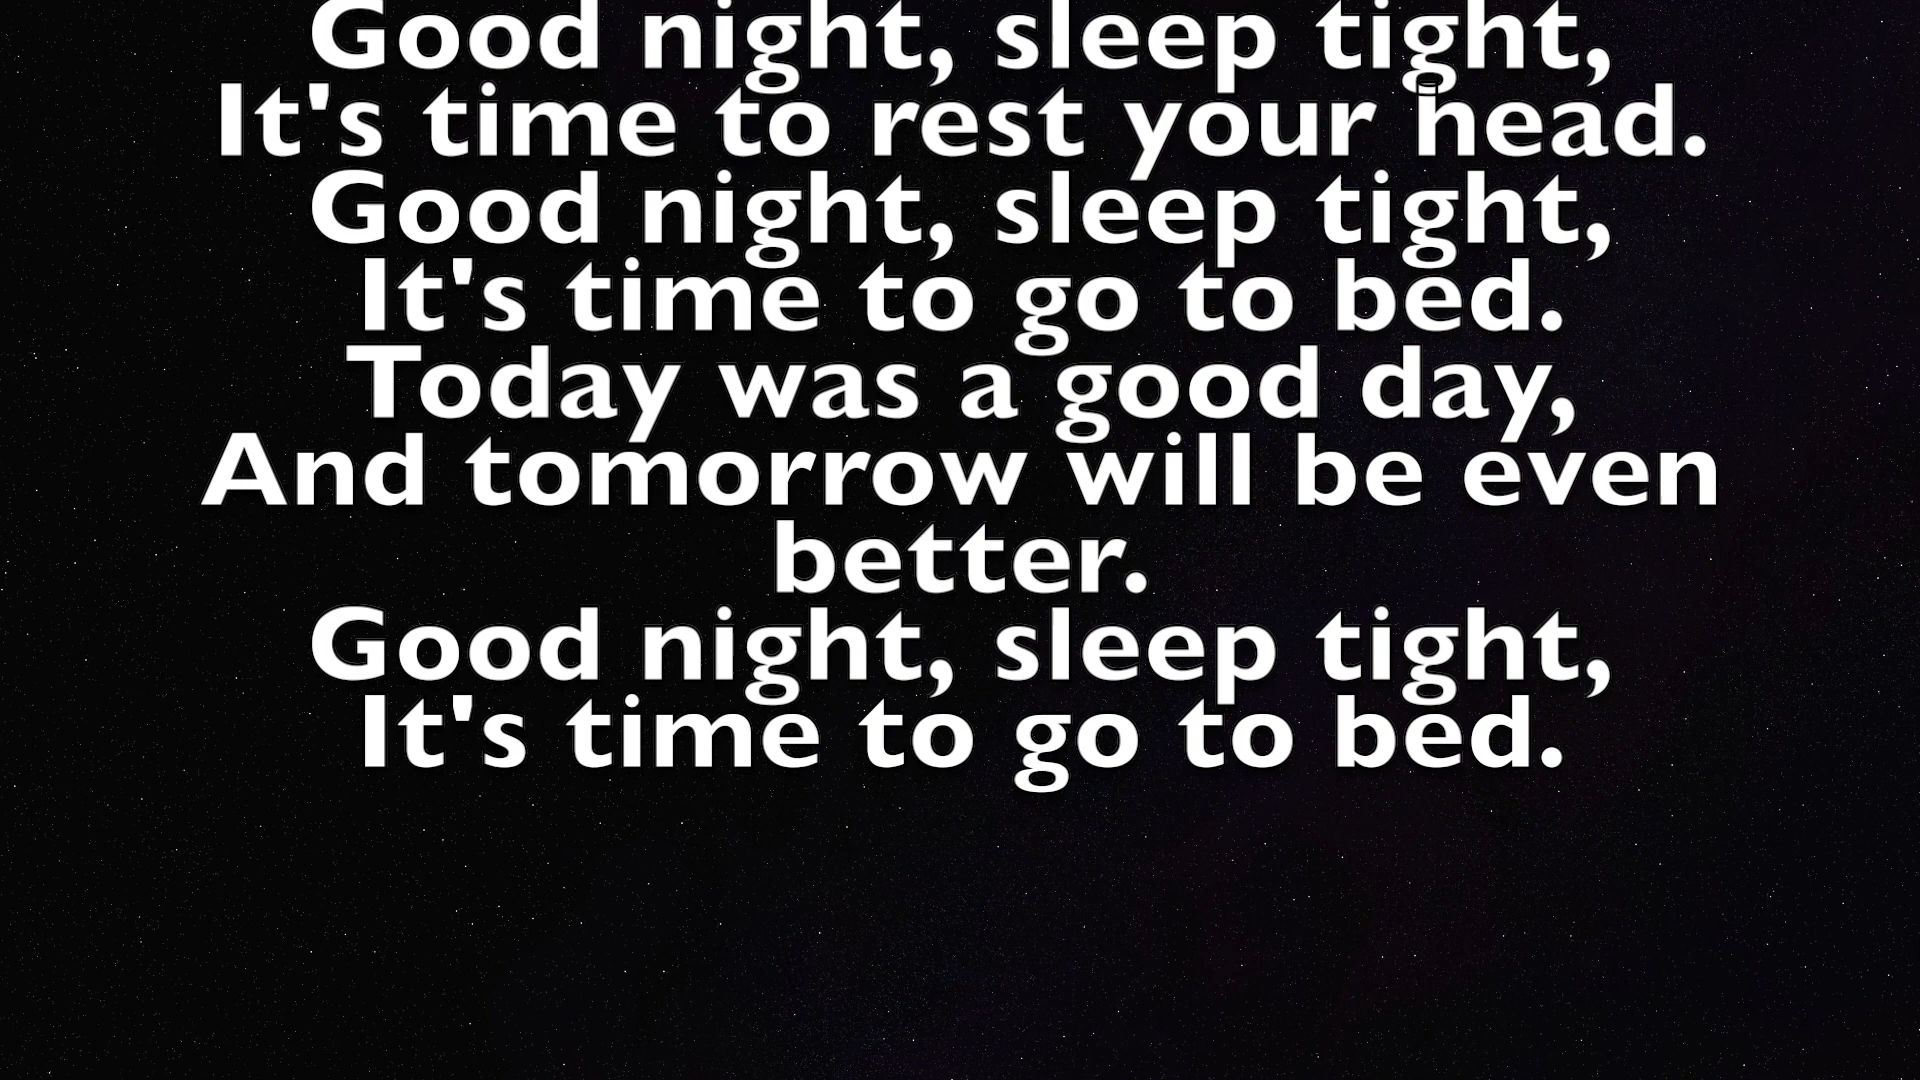 Good night, sleep tight,
It's time to rest your head.
Good night, sleep tight,
It's time to go to bed.
Today was a good day,
And tomorrow will be even
better.
Good night, sleep tight,
It's time to go to bed.